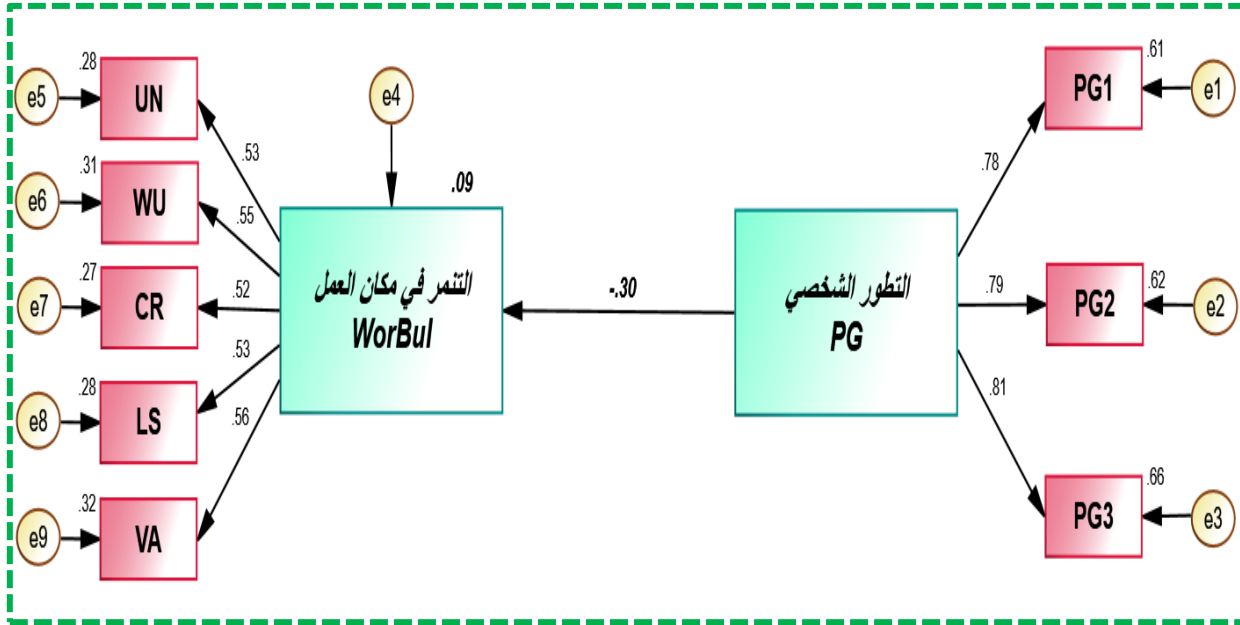 .28
e5
UN
.53
.31
e6
WU
.55
.27
e7
CR
.52
.28
e8
LS
.53
.32
e9
VA
.56
e4
.09
التنمر في مكان العمل
WorBul
-.30
التطور الشخصي
PG
.78
.79
.81
.61
PG1
e1
.62
PG2
e2
.66
PG3
e3